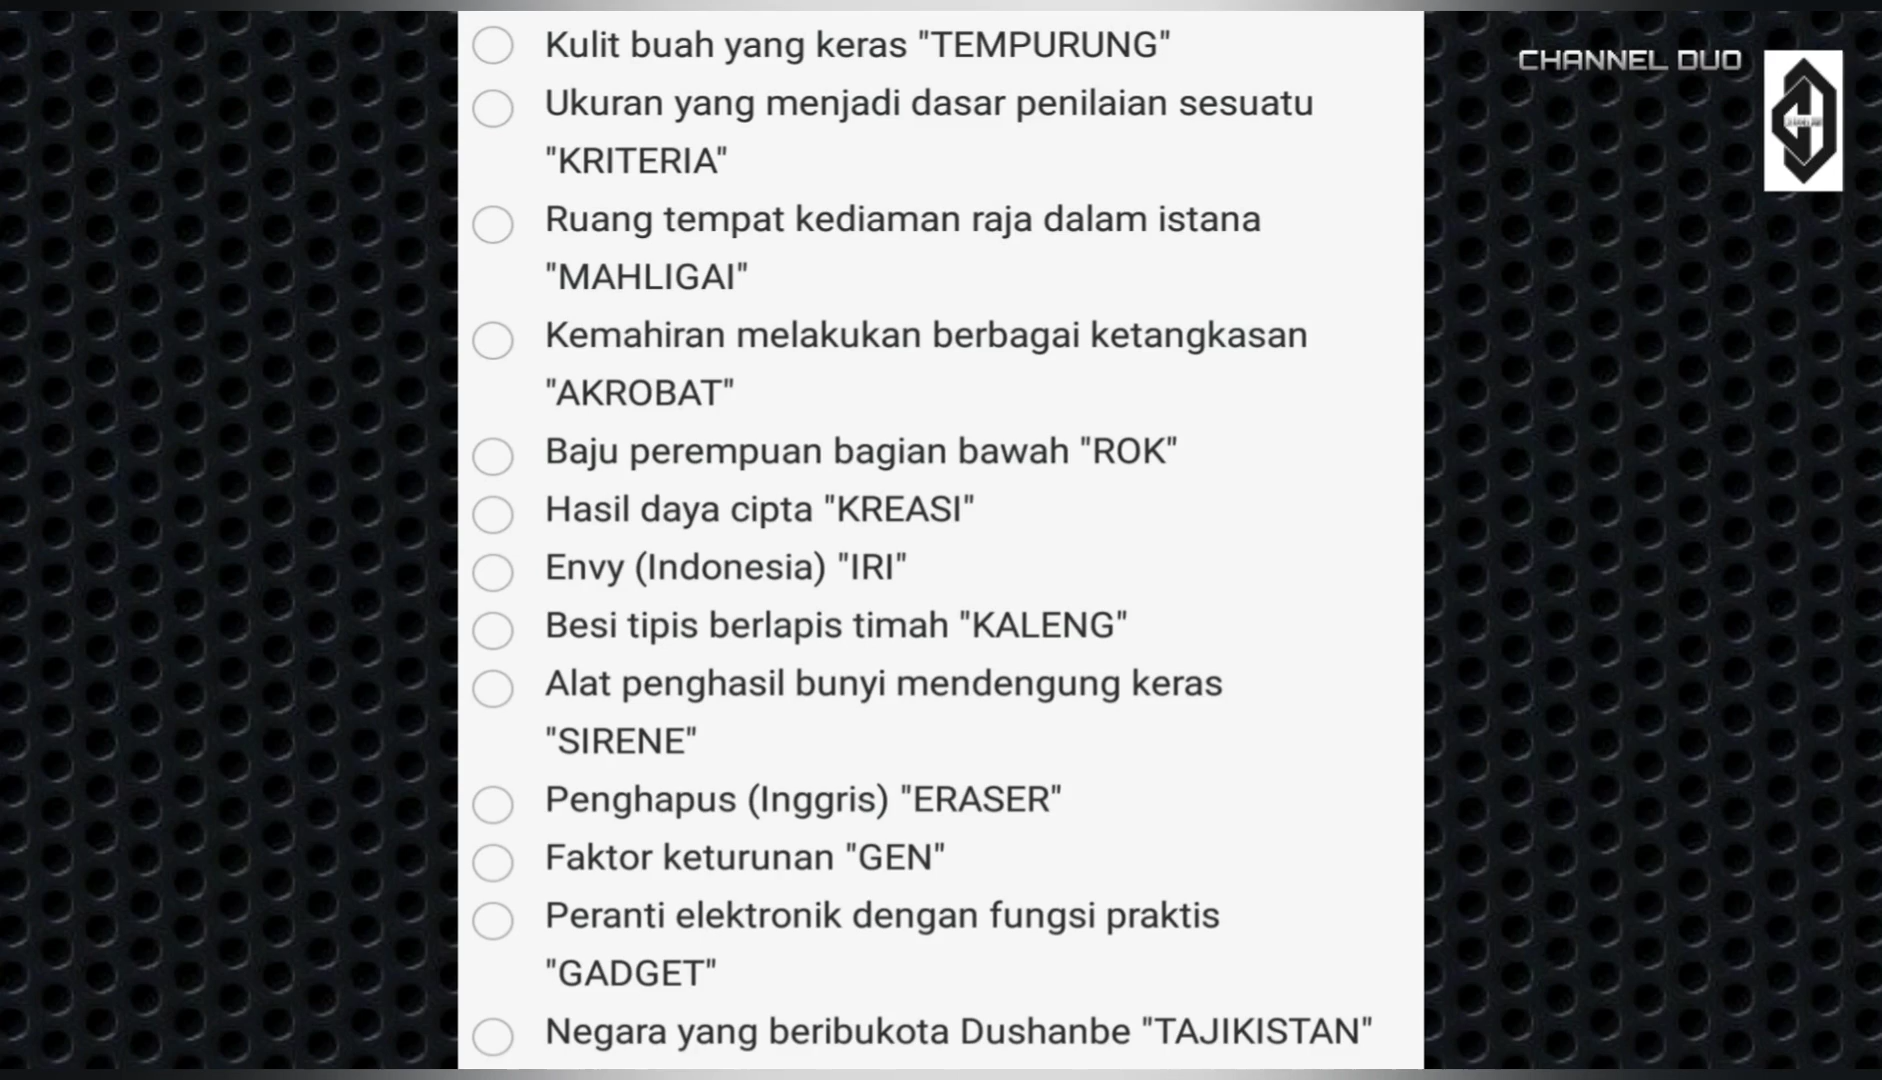 Kulit buah yang keras "TEMPURUNG"
CHANNEL DUO
Ukuran yang menjadi dasar penilaian sesuatu
"KRITERIA"
Ruang tempat kediaman raja dalam istana
"MAHLIGAI"
Kemahiran melakukan berbagai ketangkasan
"AKROBAT"
Baju perempuan bagian bawah "ROK"
Hasil daya cipta "KREASI"
Envy (Indonesia) "IRI"
Besi tipis berlapis timah "KALENG"
Alat penghasil bunyi mendengung keras
"SIRENE"
Penghapus (Inggris) "ERASER"
Faktor keturunan "GEN"
Peranti elektronik dengan fungsi praktis
"GADGET"
Negara yang beribukota Dushanbe "TAJIKISTAN"